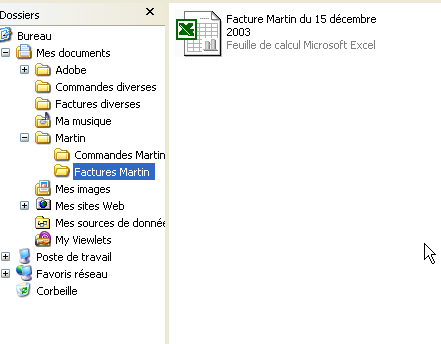 Dossiers
Bureau
Mes documents
Adobe
Commandes diverses
Factures diverses
Ma musique
Martin
Commandes Martin
Factures Martin
Mes images
Mes sites Web
Mes sources de donnée
My Viewlets
Poste de travail
Favoris réseau
Corbeille
Facture Martin du 15 décembre
2003
Feuille de calcul Microsoft Excel